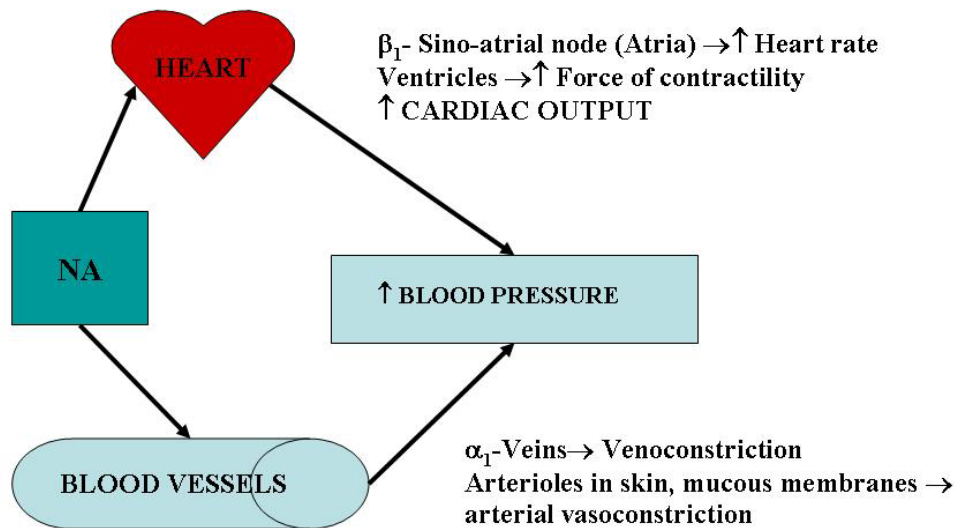 HEART
β₁- Sino-atrial node (Atria) →↑ Heart rate
Ventricles →↑ Force of contractility
↑ CARDIAC OUTPUT
NA
↑ BLOOD PRESSURE
BLOOD VESSELS
α₁-Veins→ Venoconstriction
Arterioles in skin, mucous membranes →
arterial vasoconstriction